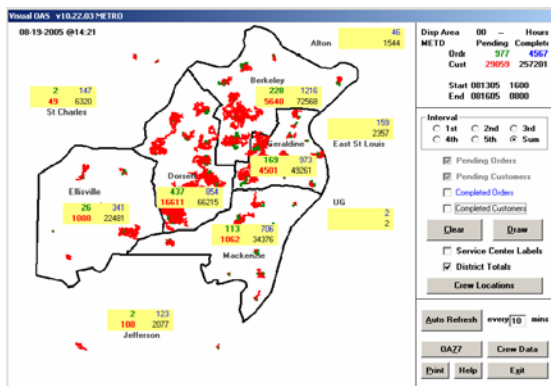 Visual OAS v10.22.03 METRO
08-19-2005 @14:21
46
Alton 1544
Berkeley
228 1216
5640 72568
2 147
49 6320
St Charles
159
2357
East St Louis
Geraldine
169 973
4501 49261
Dorsett
437 854
16611 66215
Ellisville
26 341
1088 22481
UG
2
2
113 706
1062 34376
Mackenzie
2 123
108 2077
Jefferson
Disp Area 00 -- Hours
METD Pending Complete
Ordr 977 4567
Cust 29059 257201
Start 081305 1600
End 081605 0800
Interval
1st 2nd 3rd
4th 5th Sum
Pending Orders
Pending Customers
Completed Orders
Completed Customers
Clear Draw
Service Center Labels
District Totals
Crew Locations
Auto Refresh every 10 mins
OA77 Crew Data
Print Help Exit